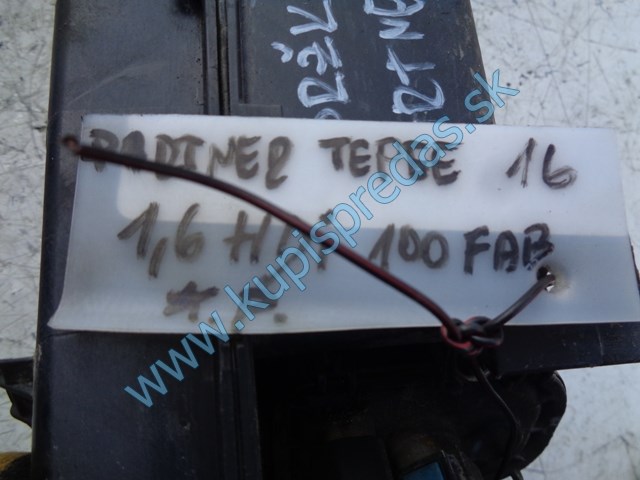 PARTNER TEPEE 16
1,6 HDI 100 FAB
www.kupispredas.sk